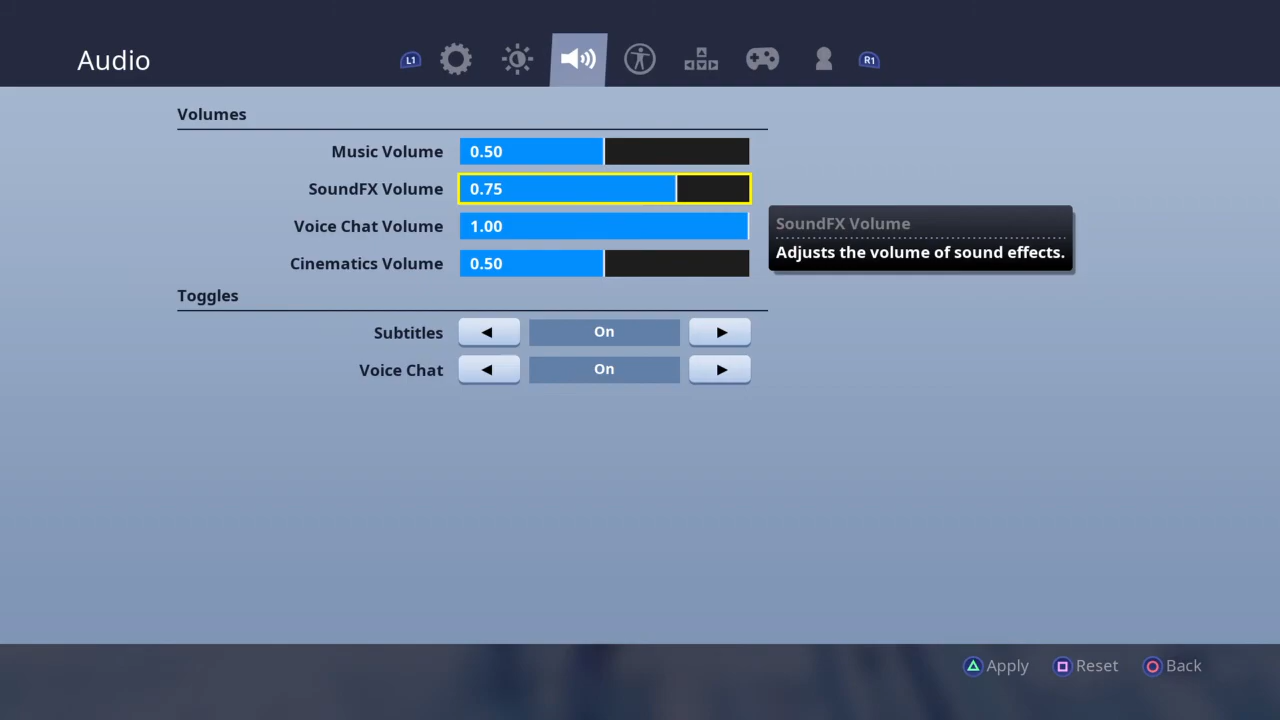 Audio
L1
R1
Volumes
Music Volume 0.50
SoundFX Volume 0.75
Voice Chat Volume 1.00
Cinematics Volume 0.50
SoundFX Volume
Adjusts the volume of sound effects.
Toggles
Subtitles On
Voice Chat On
Apply Reset Back